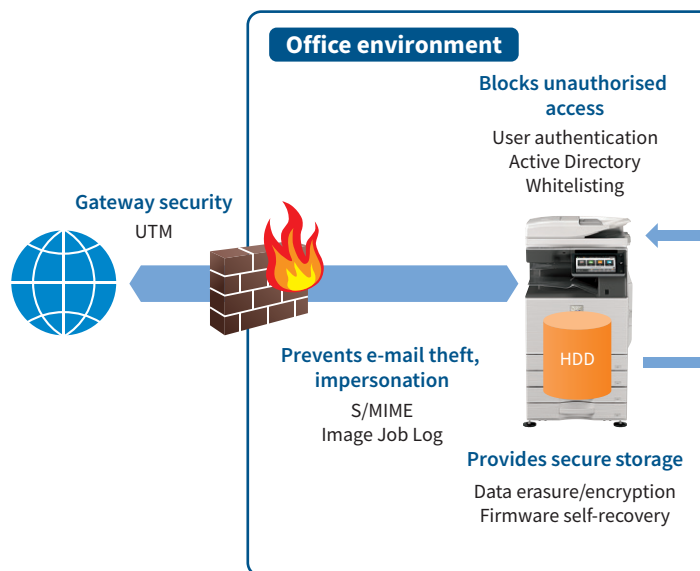 Office environment
Blocks unauthorised
access
User authentication
Active Directory
Whitelisting
Gateway security
UTM
HDD
Prevents e-mail theft,
impersonation
S/MIME
Image Job Log
Provides secure storage
Data erasure/encryption
Firmware self-recovery